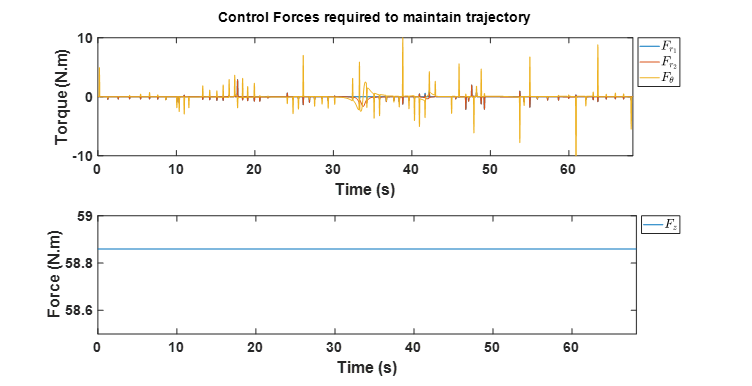 Control Forces required to maintain trajectory
Torque (N.m)
10
0
-10
0 10 20 30 40 50 60
Time (s)
F_{r_1}
F_{r_2}
F_θ
Force (N.m)
59
58.8
58.6
0 10 20 30 40 50 60
Time (s)
F_z